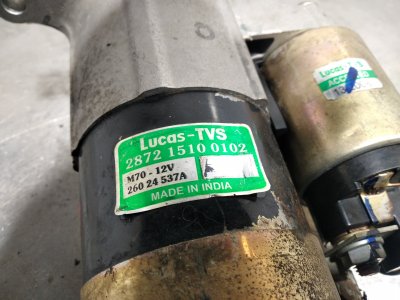 Lucas-TVS
2872 1510 0102
M70 - 12V
260 24 537A
MADE IN INDIA
Lucas